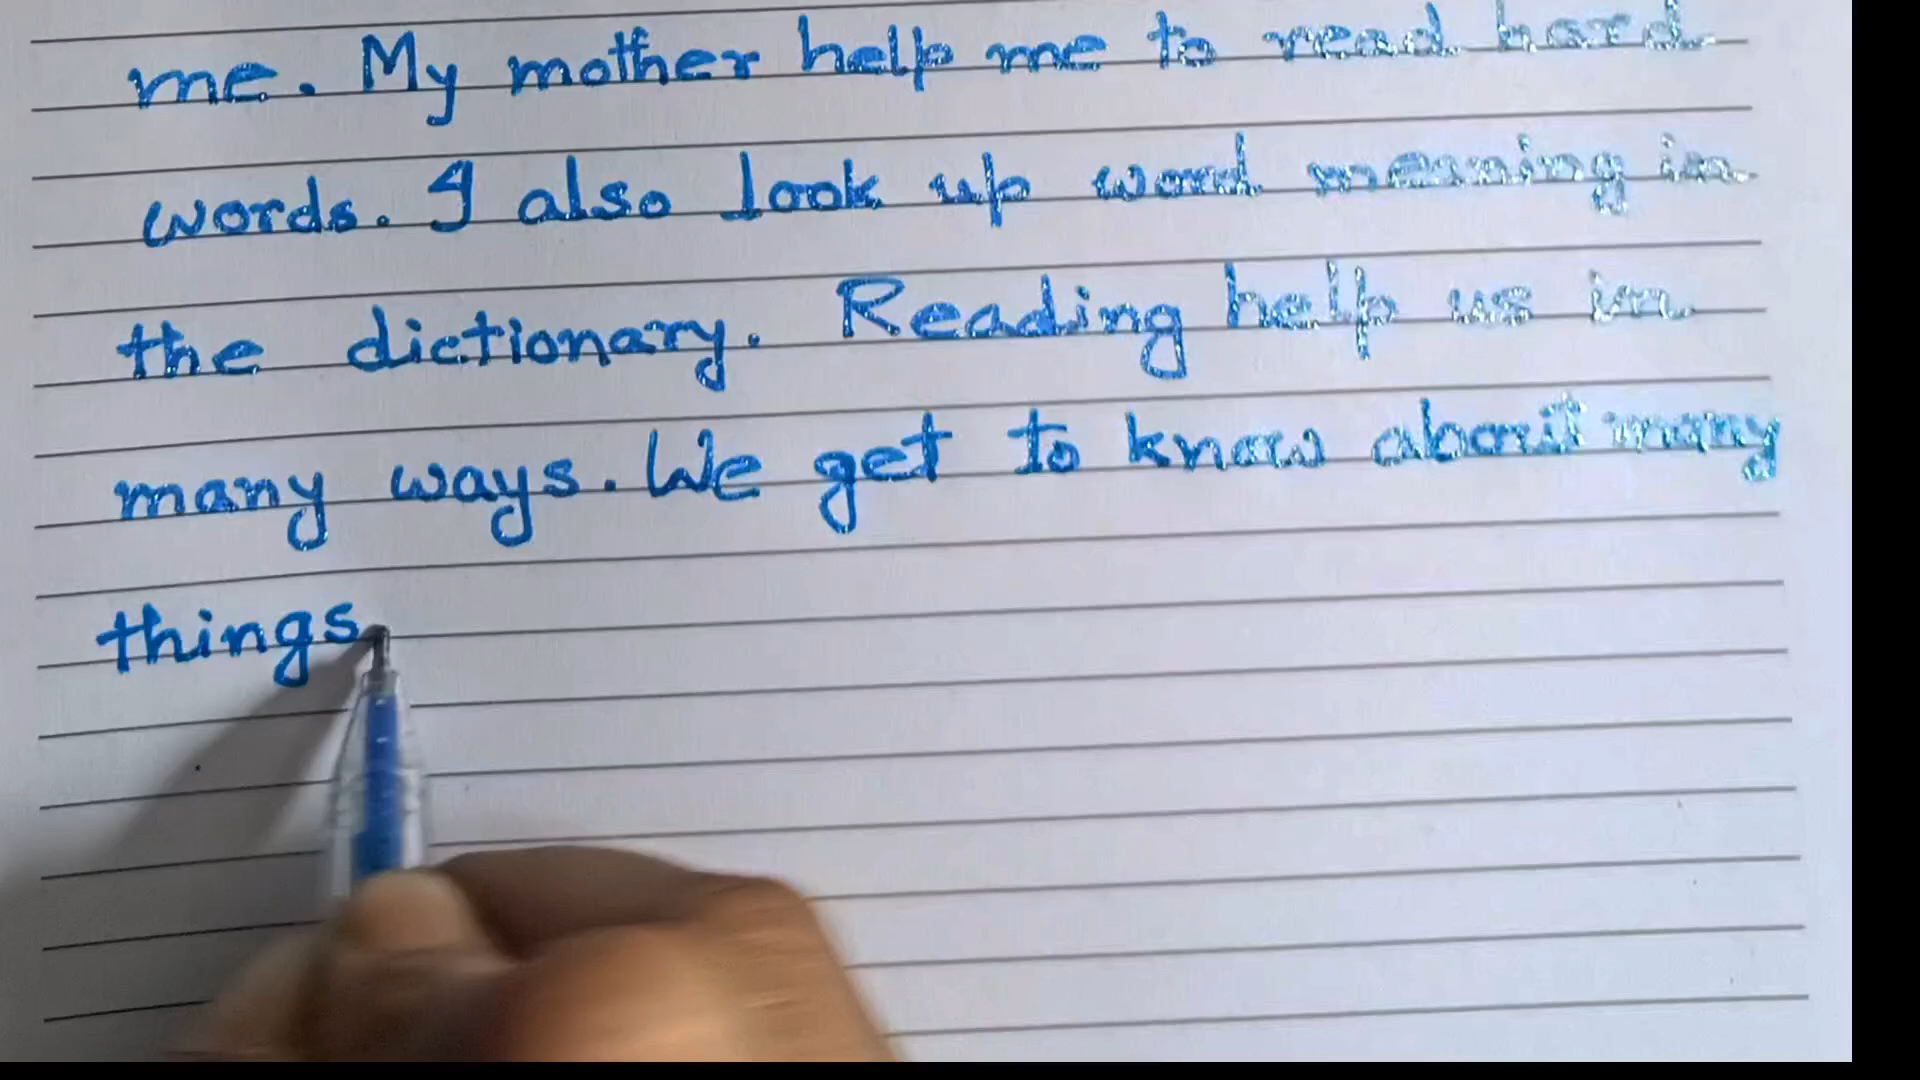 me. My mother help me to read hard
words. I also look up word meaning in
the dictionary. Reading help us in
many ways. We get to know about many
things.